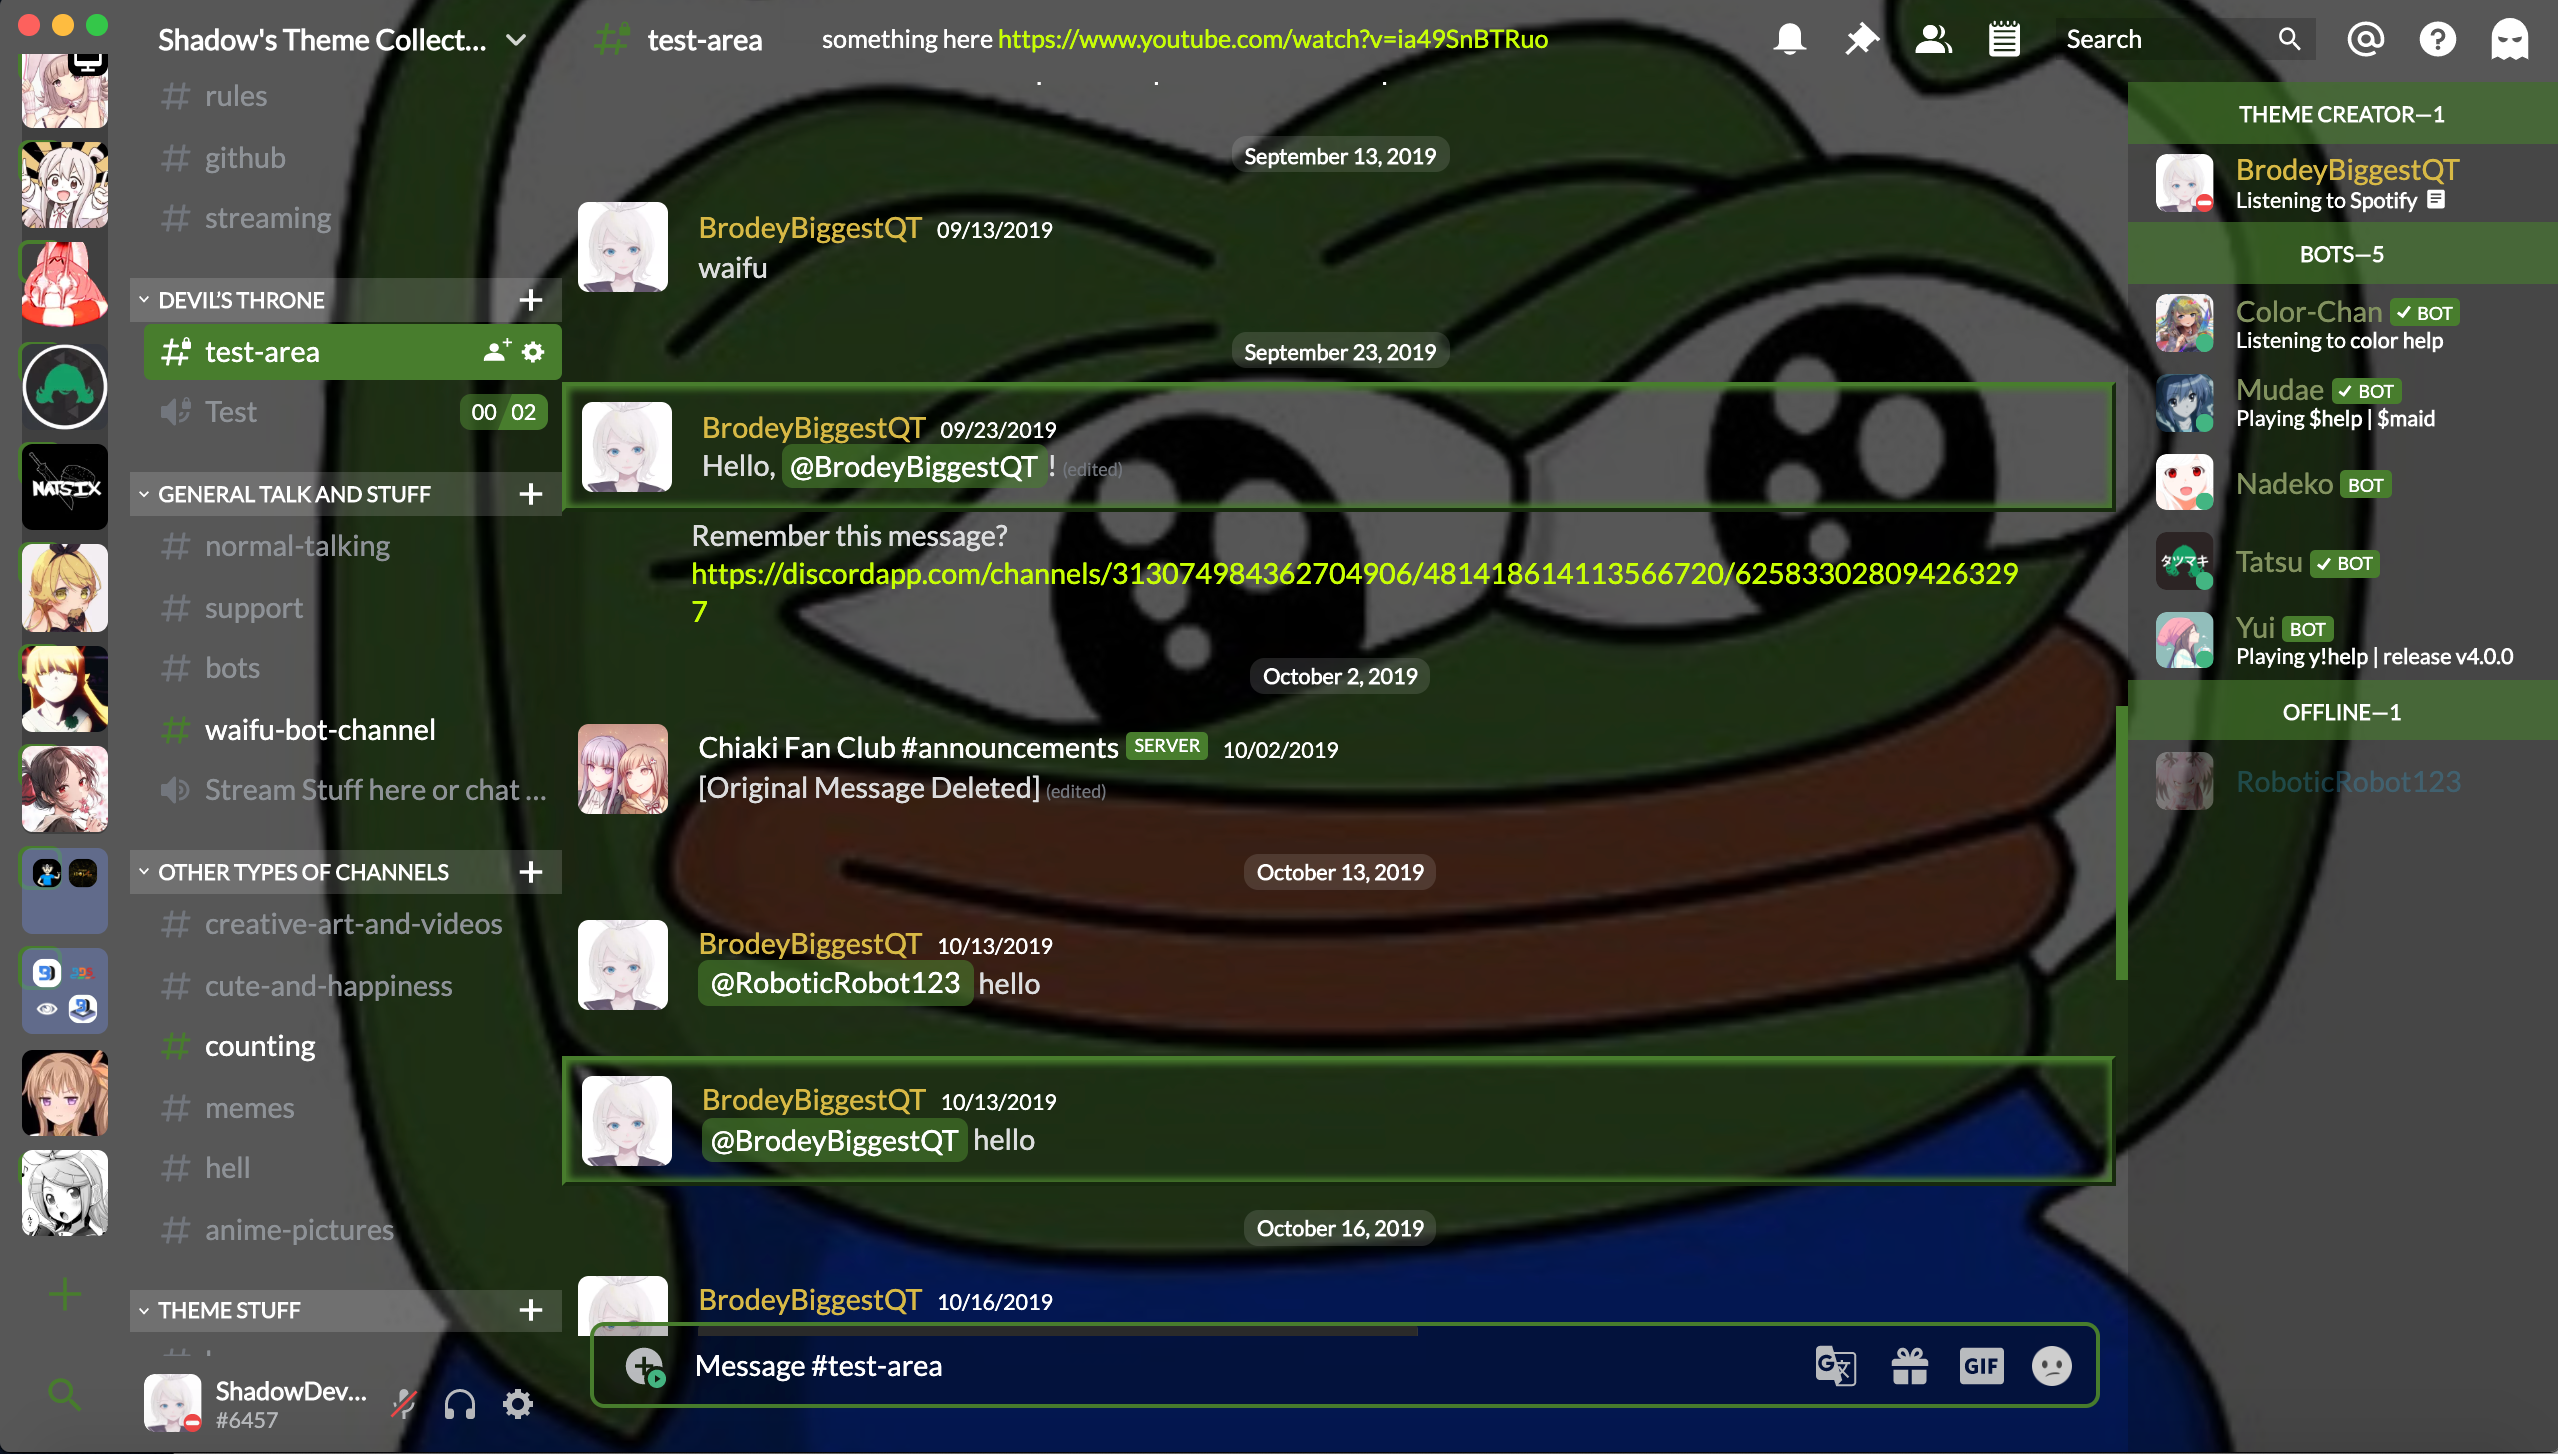 Shadow's Theme Collect...
rules
github
streaming
DEVIL'S THRONE
test-area
Test
00 02
GENERAL TALK AND STUFF
normal-talking
support
bots
waifu-bot-channel
Stream Stuff here or chat ...
OTHER TYPES OF CHANNELS
creative-art-and-videos
cute-and-happiness
counting
memes
hell
anime-pictures
THEME STUFF
ShadowDev...
#6457
NATSIX
test-area
something here https://www.youtube.com/watch?v=ia49SnBTRuo
Search
September 13, 2019
BrodeyBiggestQT 09/13/2019
waifu
September 23, 2019
BrodeyBiggestQT 09/23/2019
Hello, @BrodeyBiggestQT ! (edited)
Remember this message?
https://discordapp.com/channels/313074984362704906/481418614113566720/62583302809426329
7
October 2, 2019
Chiaki Fan Club #announcements SERVER 10/02/2019
[Original Message Deleted] (edited)
October 13, 2019
BrodeyBiggestQT 10/13/2019
@RoboticRobot123 hello
BrodeyBiggestQT 10/13/2019
@BrodeyBiggestQT hello
October 16, 2019
BrodeyBiggestQT 10/16/2019
Message #test-area
GIF
THEME CREATOR—1
BrodeyBiggestQT
Listening to Spotify
BOTS—5
Color-Chan BOT
Listening to color help
Mudae BOT
Playing $help | $maid
Nadeko BOT
タツマキ
Tatsu BOT
Yui BOT
Playing y!help | release v4.0.0
OFFLINE—1
RoboticRobot123